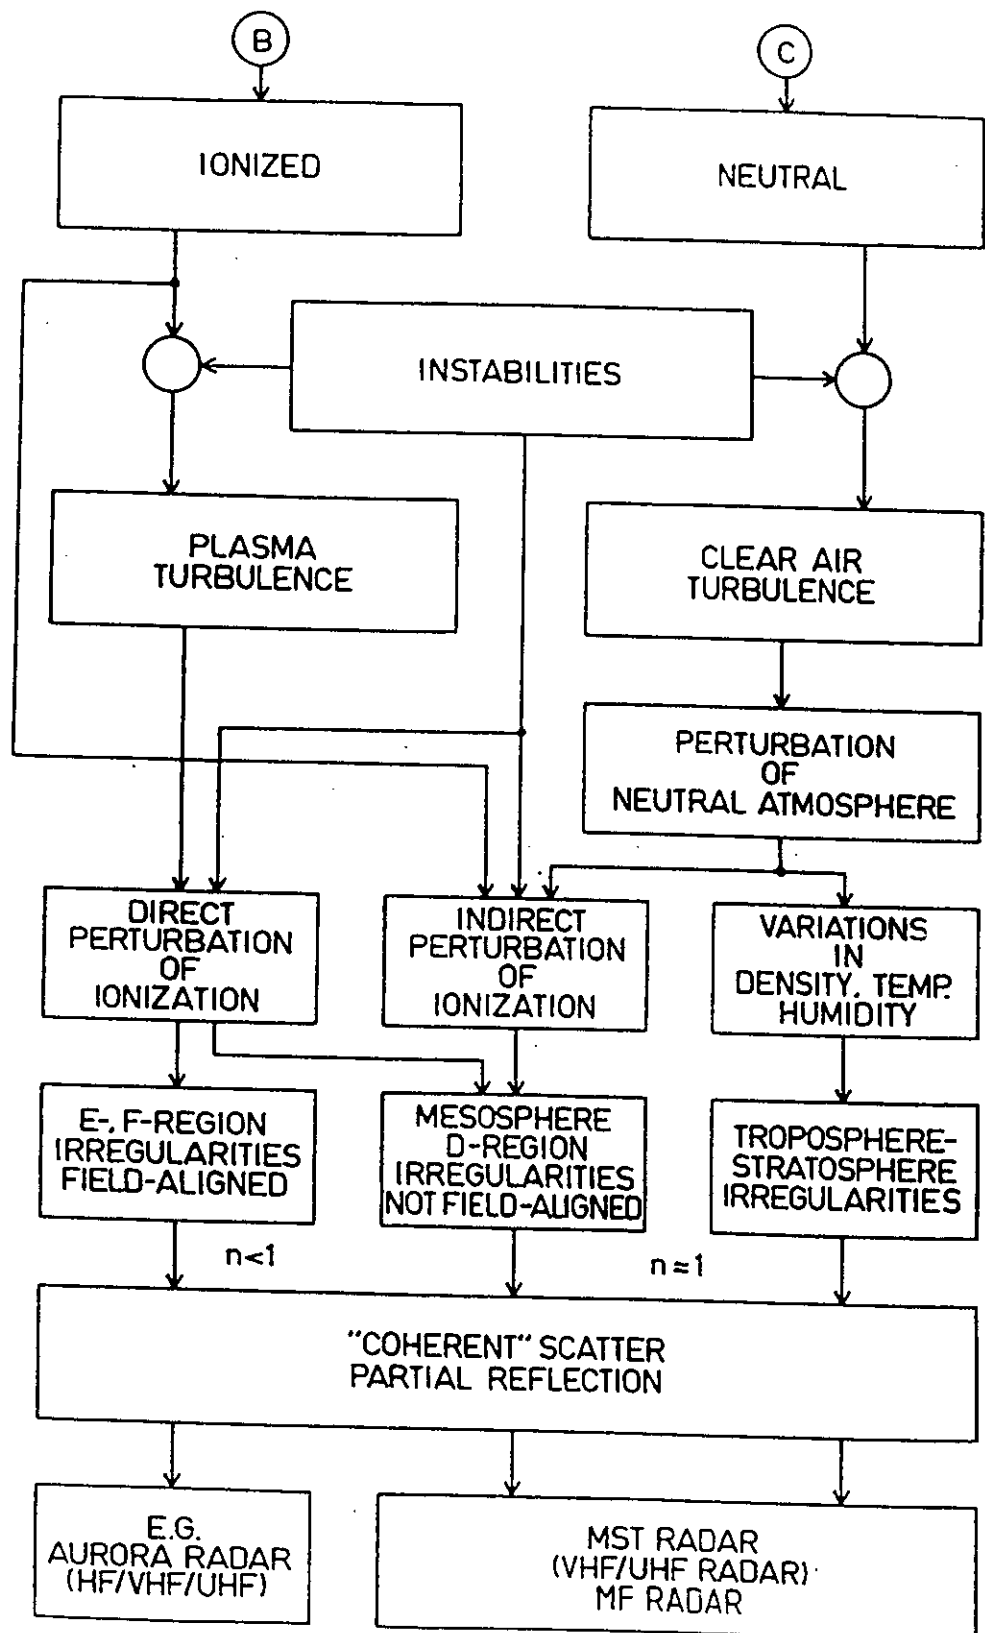 B
C
IONIZED
NEUTRAL
INSTABILITIES
PLASMA
TURBULENCE
CLEAR AIR
TURBULENCE
PERTURBATION
OF
NEUTRAL ATMOSPHERE
DIRECT
PERTURBATION
OF
IONIZATION
INDIRECT
PERTURBATION
OF
IONIZATION
VARIATIONS
IN
DENSITY, TEMP.
HUMIDITY
E-, F-REGION
IRREGULARITIES
FIELD-ALIGNED
MESOSPHERE
D-REGION
IRREGULARITIES
NOT FIELD-ALIGNED
TROPOSPHERE-
STRATOSPHERE
IRREGULARITIES
n<1
n≈1
"COHERENT" SCATTER
PARTIAL REFLECTION
E.G.
AURORA RADAR
(HF/VHF/UHF)
MST RADAR
(VHF/UHF RADAR)
MF RADAR